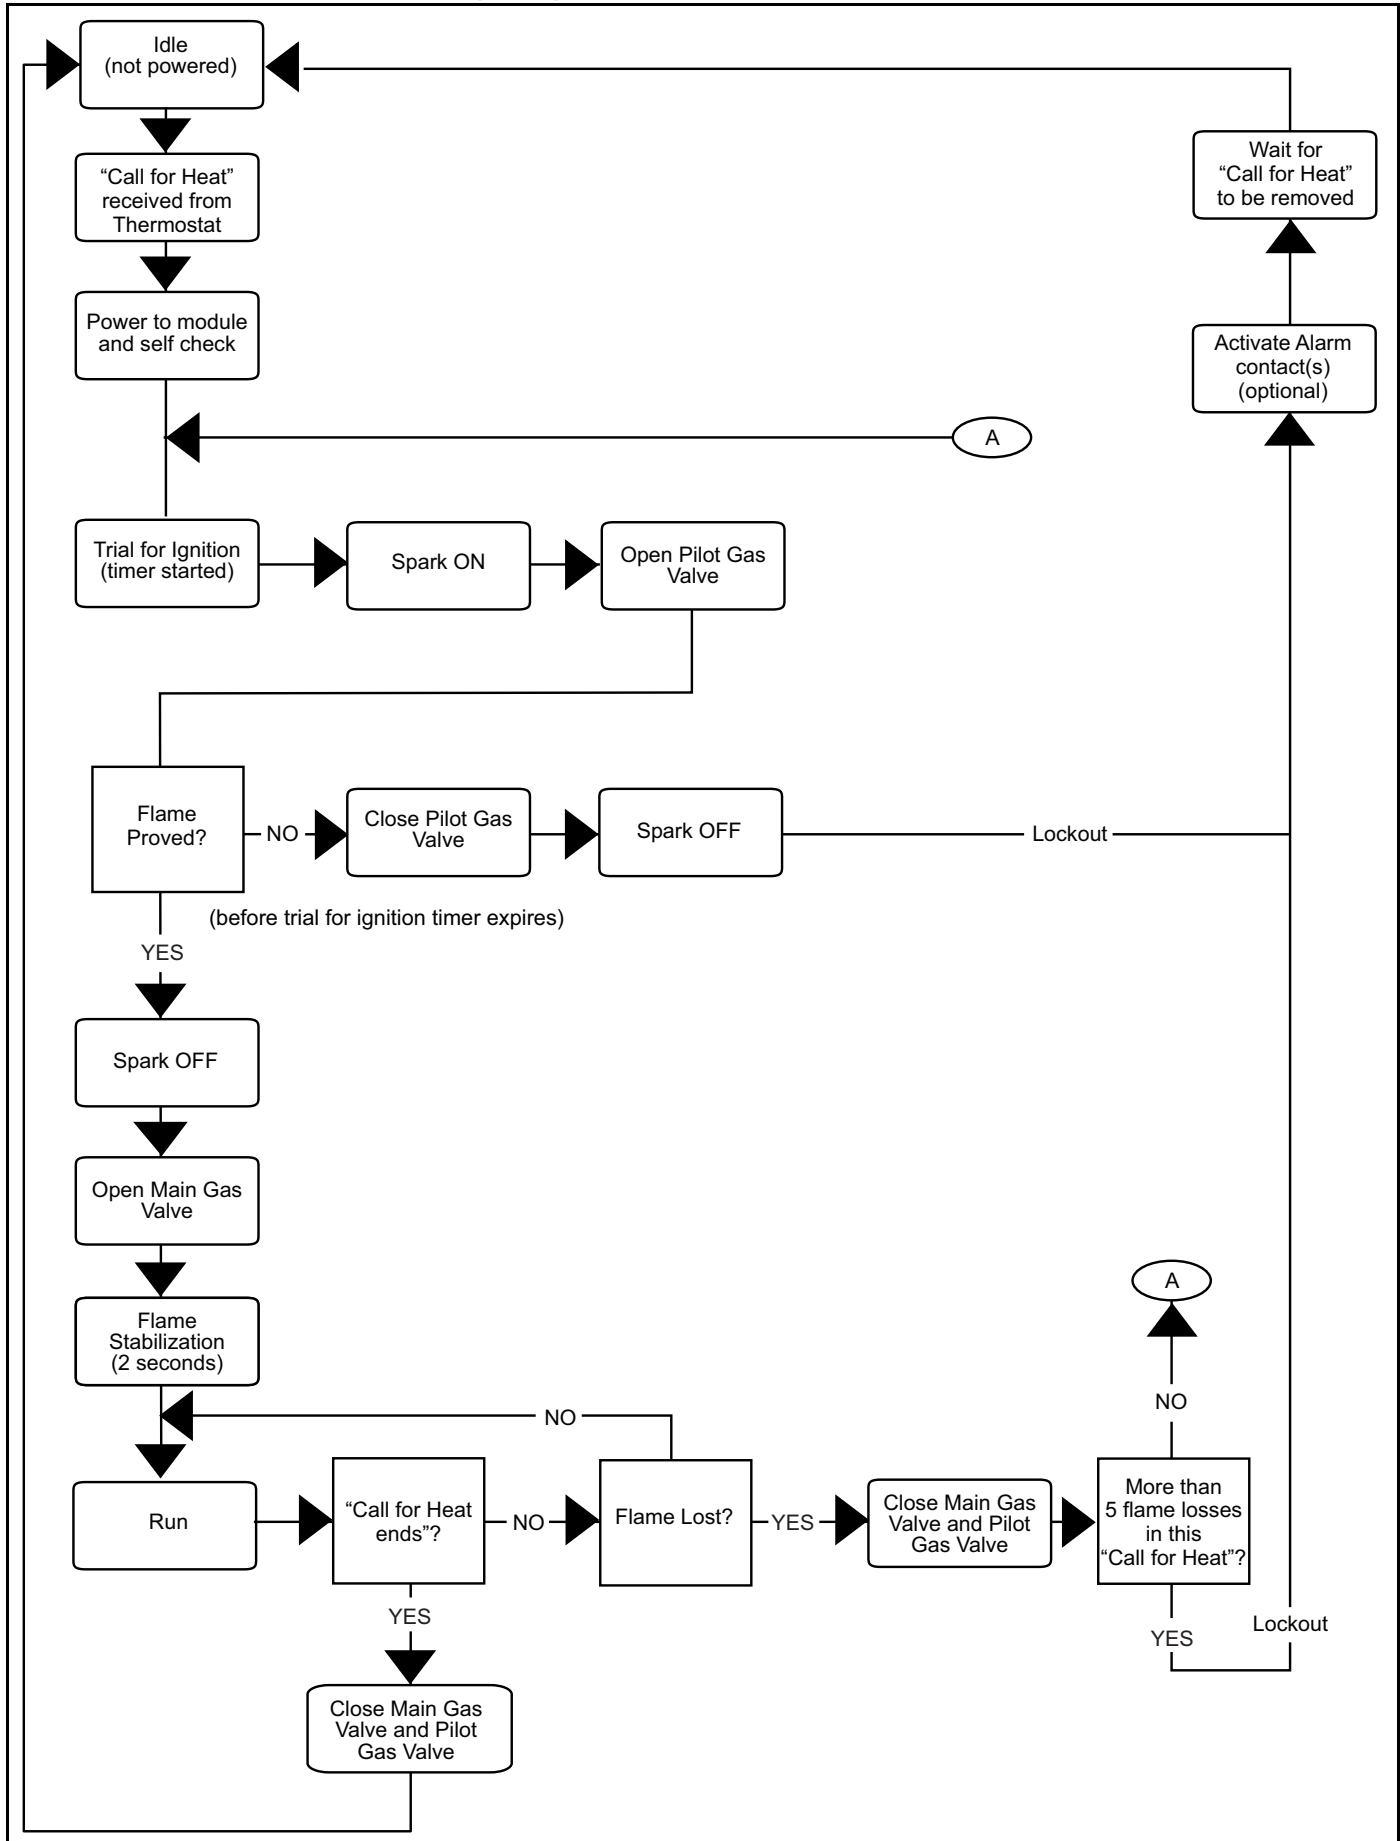 Idle
(not powered)
“Call for Heat”
received from
Thermostat
Power to module
and self check
Wait for
“Call for Heat”
to be removed
Activate Alarm
contact(s)
(optional)
A
Trial for Ignition
(timer started)
Spark ON
Open Pilot Gas
Valve
Flame
Proved?
NO
Close Pilot Gas
Valve
Spark OFF
Lockout
(before trial for ignition timer expires)
YES
Spark OFF
Open Main Gas
Valve
Flame
Stabilization
(2 seconds)
A
NO
NO
Run
“Call for Heat
ends”?
NO
Flame Lost?
YES
Close Main Gas
Valve and Pilot
Gas Valve
More than
5 flame losses
in this
“Call for Heat”?
YES
YES
Lockout
Close Main Gas
Valve and Pilot
Gas Valve